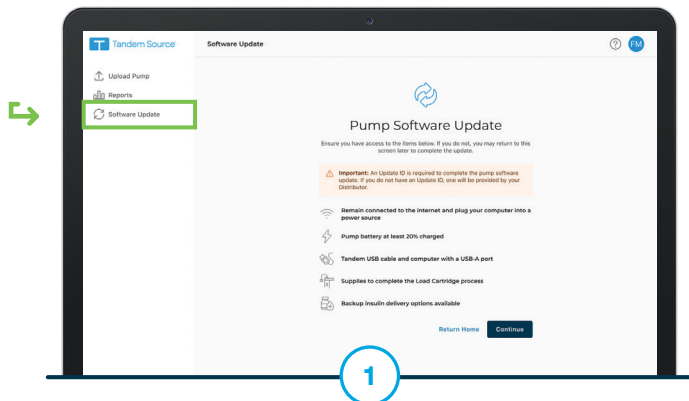 Tandem Source
Software Update
?
FM
Upload Pump
Reports
Software Update
Pump Software Update
Ensure you have access to the items below. If you do not, you may return to this
screen later to complete the update.
Important: An Update ID is required to complete the pump software
update. If you do not have an Update ID, one will be provided by your
Distributor.
Remain connected to the internet and plug your computer into a
power source
Pump battery at least 20% charged
Tandem USB cable and computer with a USB-A port
Supplies to complete the Load Cartridge process
Backup insulin delivery options available
Return Home
Continue
1